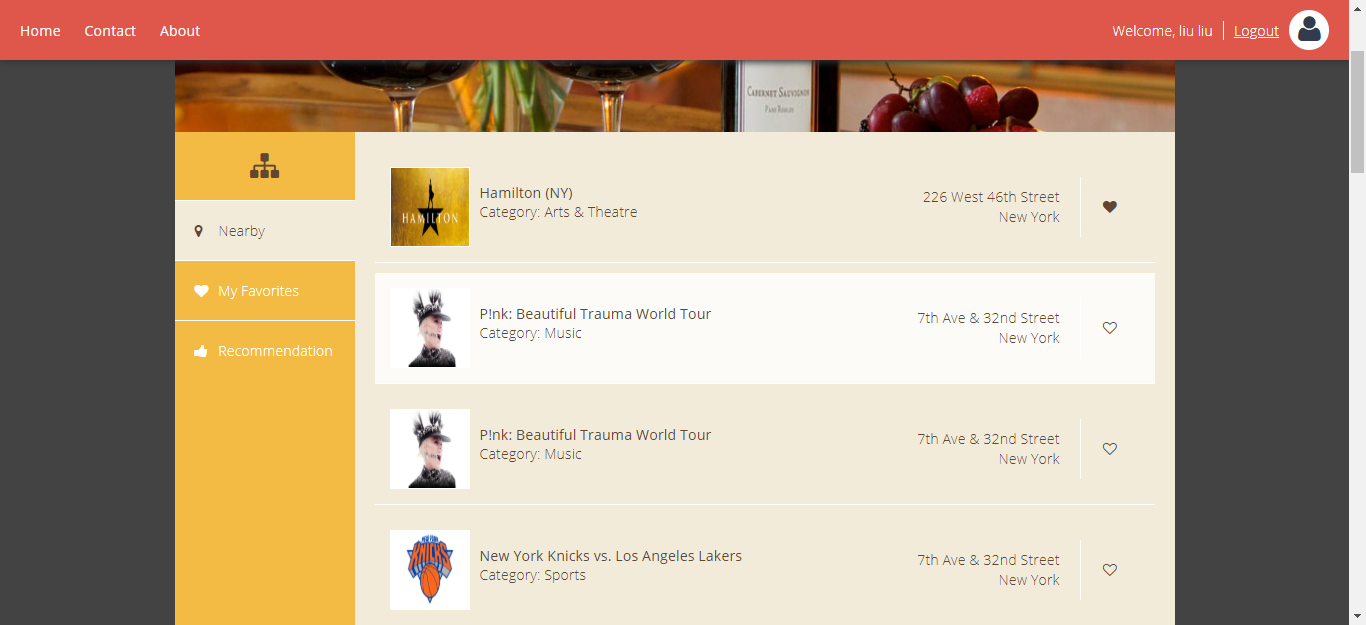 Home Contact About
Welcome, liu liu Logout
CABERNET SAUVIGNON
PASO ROBLES
Nearby
My Favorites
Recommendation
HAMILTON
Hamilton (NY)
Category: Arts & Theatre
226 West 46th Street
New York
P!nk: Beautiful Trauma World Tour
Category: Music
7th Ave & 32nd Street
New York
P!nk: Beautiful Trauma World Tour
Category: Music
7th Ave & 32nd Street
New York
NEW YORK
KNICKS
New York Knicks vs. Los Angeles Lakers
Category: Sports
7th Ave & 32nd Street
New York